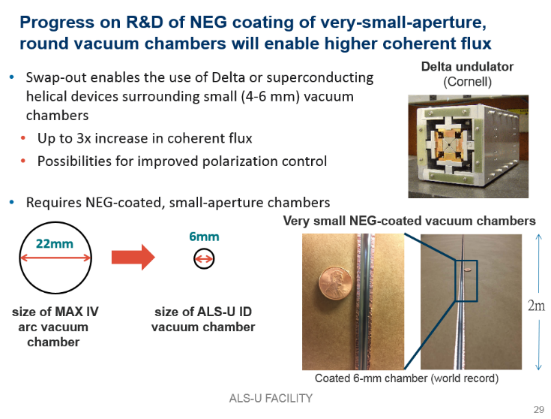 Progress on R&D of NEG coating of very-small-aperture,
round vacuum chambers will enable higher coherent flux
• Swap-out enables the use of Delta or superconducting
helical devices surrounding small (4-6 mm) vacuum
chambers
• Up to 3x increase in coherent flux
• Possibilities for improved polarization control
Delta undulator
(Cornell)
• Requires NEG-coated, small-aperture chambers
22mm
6mm
size of MAX IV
arc vacuum
chamber
size of ALS-U ID
vacuum chamber
Very small NEG-coated vacuum chambers
2m
Coated 6-mm chamber (world record)
ALS-U FACILITY
29